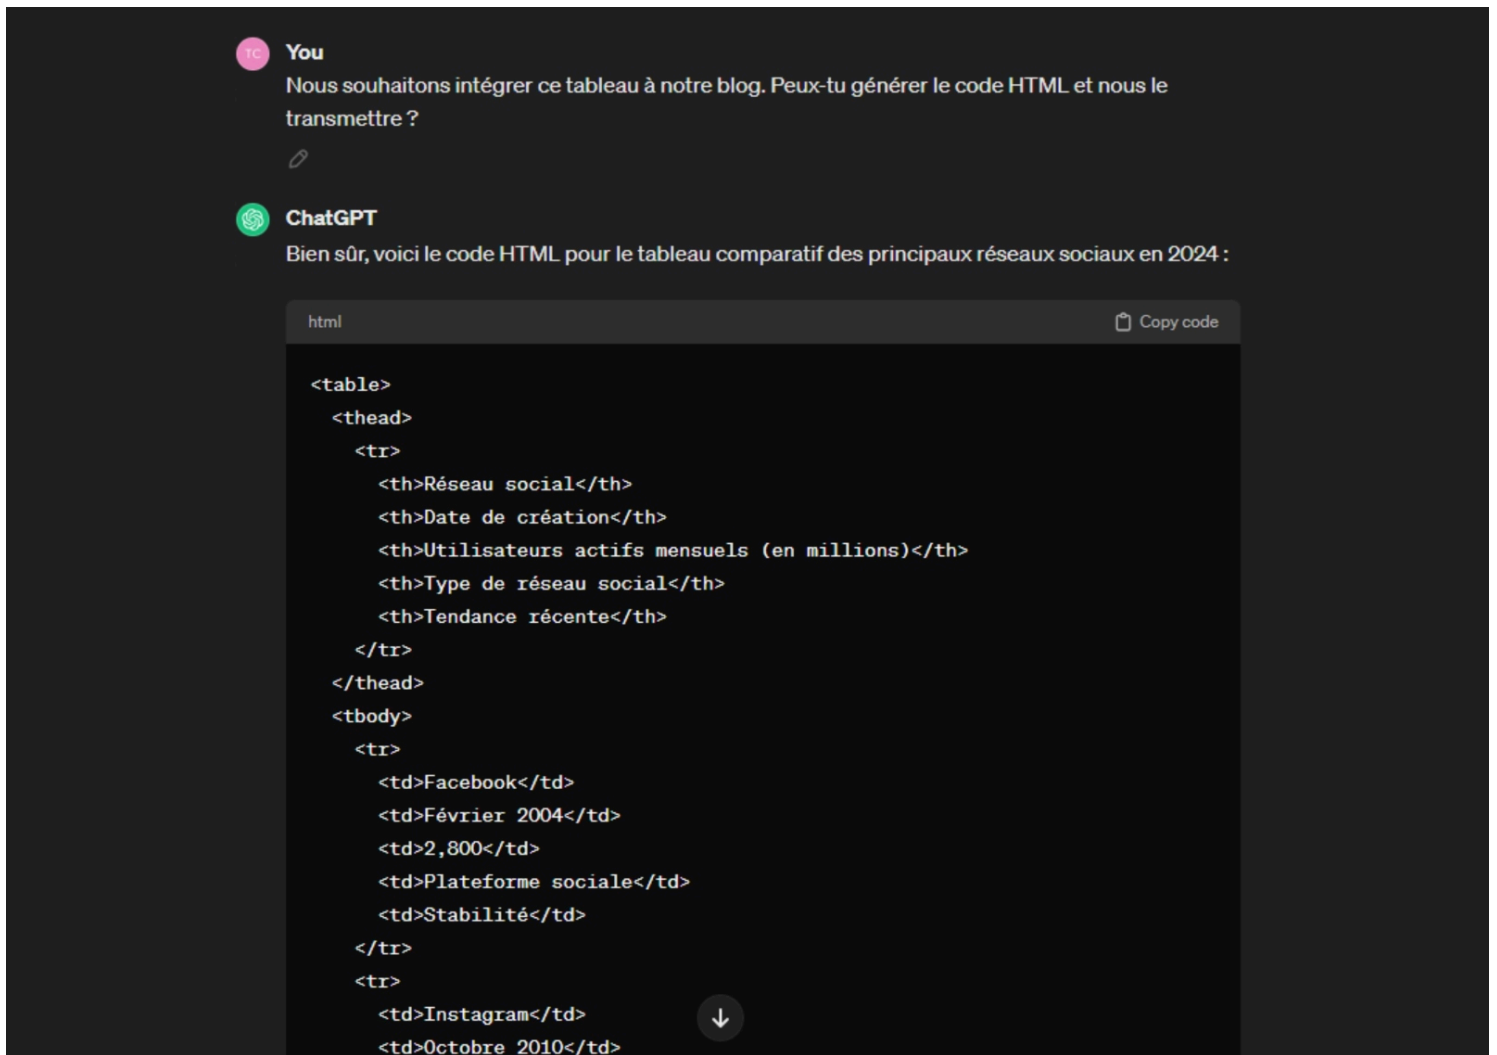 TC
You
Nous souhaitons intégrer ce tableau à notre blog. Peux-tu générer le code HTML et nous le
transmettre ?
ChatGPT
Bien sûr, voici le code HTML pour le tableau comparatif des principaux réseaux sociaux en 2024 :
html
Copy code
<table>
<thead>
<tr>
<th>Réseau social</th>
<th>Date de création</th>
<th>Utilisateurs actifs mensuels (en millions)</th>
<th>Type de réseau social</th>
<th>Tendance récente</th>
</tr>
</thead>
<tbody>
<tr>
<td>Facebook</td>
<td>Février 2004</td>
<td>2,800</td>
<td>Plateforme sociale</td>
<td>Stabilité</td>
</tr>
<tr>
<td>Instagram</td>
<td>Octobre 2010</td>